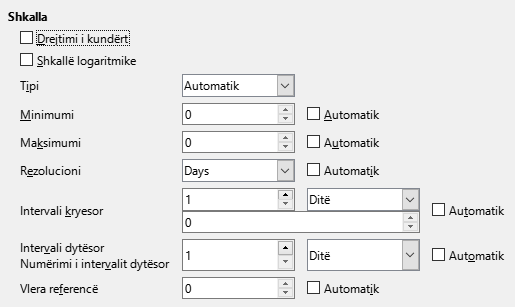 Shkalla
Drejtimi i kundërt
Shkallë logaritmike
Tipi Automatik
Minimumi 0 Automatik
Maksimumi 0 Automatik
Rezolucioni Days Automatik
Intervali kryesor 1 Ditë Automatik
0
Intervali dytësor
Numërimi i intervalit dytësor 1 Ditë Automatik
Vlera referencë 0 Automatik